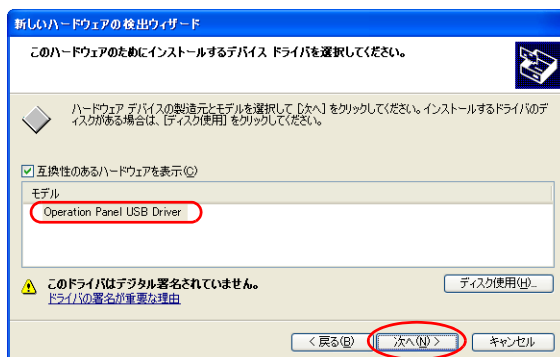 新しいハードウェアの検出ウィザード
このハードウェアのためにインストールするデバイス ドライバを選択してください。
ハードウェア デバイスの製造元とモデルを選択して [次へ] をクリックしてください。インストールするドライバのデ
ィスクがある場合は、[ディスク使用] をクリックしてください。
互換性のあるハードウェアを表示(C)
モデル
Operation Panel USB Driver
このドライバはデジタル署名されていません。
ドライバの署名が重要な理由
ディスク使用(H)...
< 戻る(B)
次へ(N) >
キャンセル